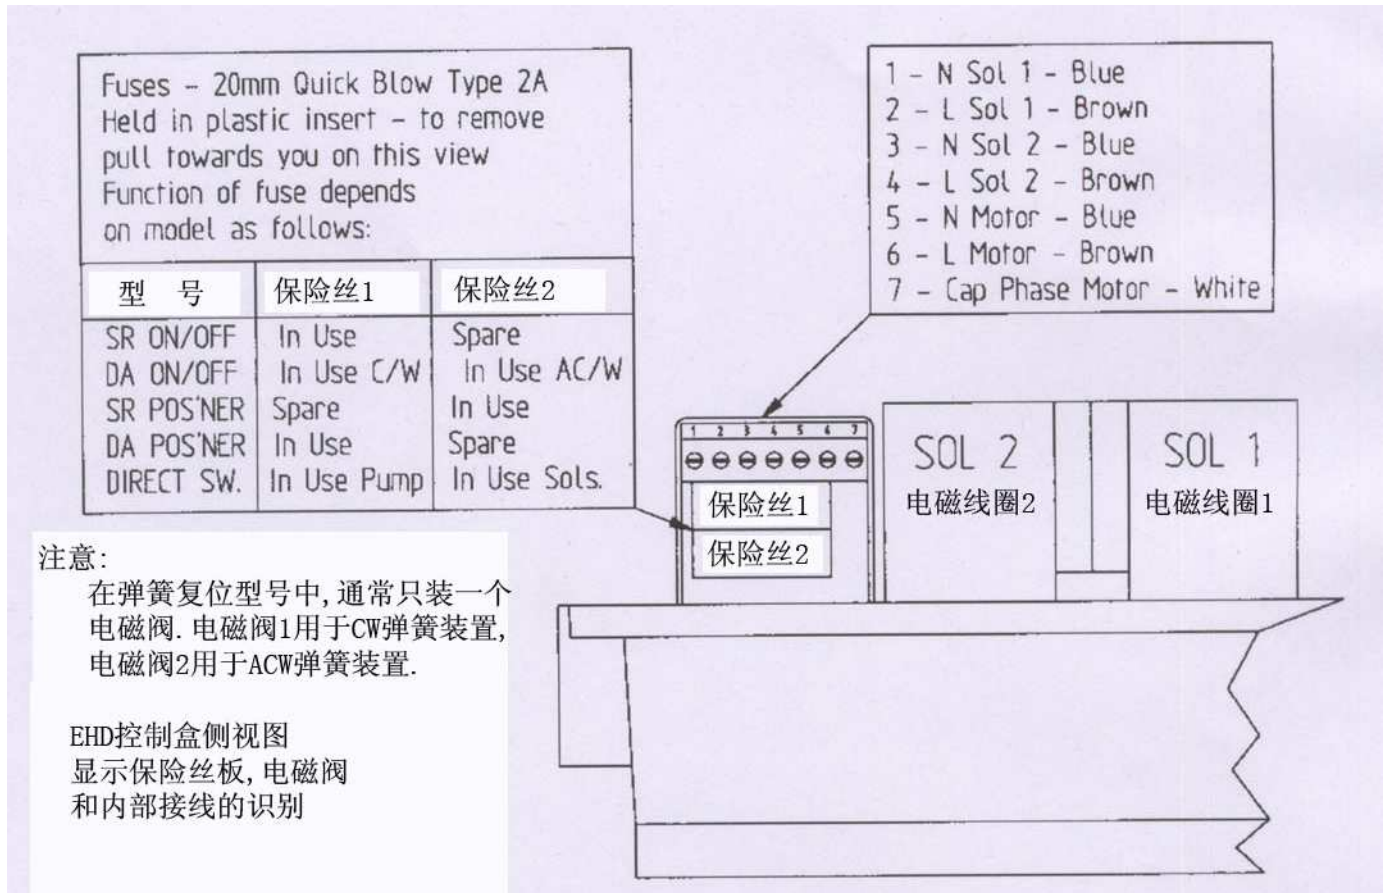 Fuses - 20mm Quick Blow Type 2A
Held in plastic insert - to remove
pull towards you on this view
Function of fuse depends
on model as follows:
型 号 保险丝1 保险丝2
SR ON/OFF In Use Spare
DA ON/OFF In Use C/W In Use AC/W
SR POS'NER Spare In Use
DA POS'NER In Use Spare
DIRECT SW. In Use Pump In Use Sols.
1 - N Sol 1 - Blue
2 - L Sol 1 - Brown
3 - N Sol 2 - Blue
4 - L Sol 2 - Brown
5 - N Motor - Blue
6 - L Motor - Brown
7 - Cap Phase Motor - White
1 2 3 4 5 6 7
保险丝1
保险丝2
SOL 2
电磁线圈2
SOL 1
电磁线圈1
注意:
在弹簧复位型号中,通常只装一个
电磁阀.电磁阀1用于CW弹簧装置,
电磁阀2用于ACW弹簧装置.
EHD控制盒侧视图
显示保险丝板,电磁阀
和内部接线的识别